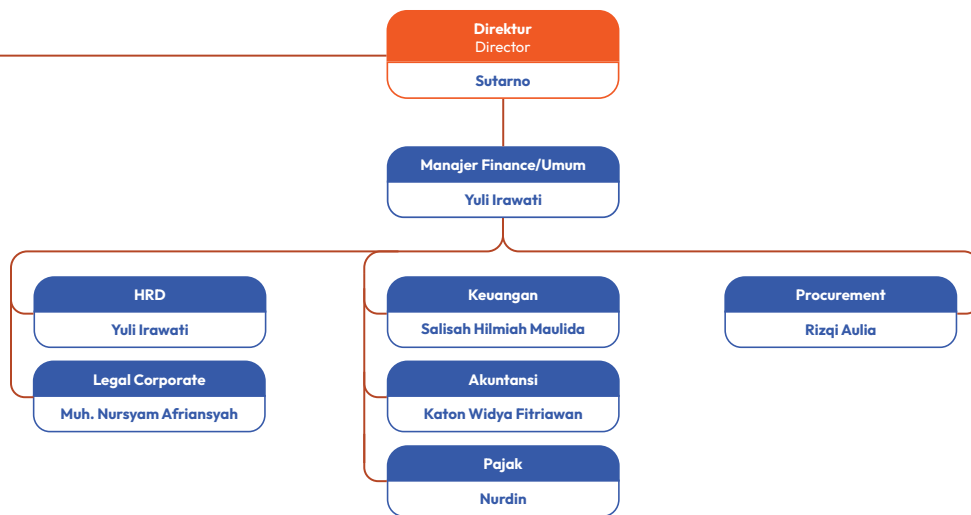 Direktur
Director
Sutarno
Manajer Finance/Umum
Yuli Irawati
HRD
Yuli Irawati
Legal Corporate
Muh. Nursyam Afriansyah
Keuangan
Salisah Hilmiah Maulida
Akuntansi
Katon Widya Fitriawan
Pajak
Nurdin
Procurement
Rizqi Aulia